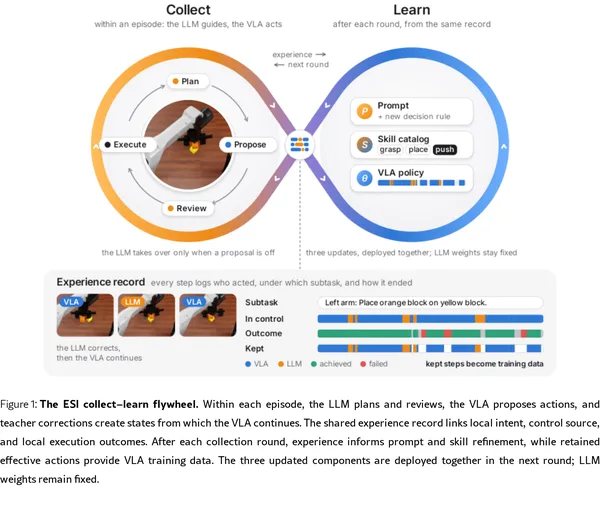 Collect
within an episode: the LLM guides, the VLA acts
Learn
after each round, from the same record
experience →
← next round
Plan
Execute
Propose
Review
P
Prompt
+ new decision rule
S
Skill catalog
grasp place push
θ
VLA policy
the LLM takes over only when a proposal is off
three updates, deployed together; LLM weights stay fixed
Experience record every step logs who acted, under which subtask, and how it ended
VLA
LLM
VLA
the LLM corrects,
then the VLA continues
Subtask
Left arm: Place orange block on yellow block.
In control
Outcome
Kept
VLA LLM achieved failed
kept steps become training data
Figure 1: The ESI collect–learn flywheel. Within each episode, the LLM plans and reviews, the VLA proposes actions, and
teacher corrections create states from which the VLA continues. The shared experience record links local intent, control source,
and local execution outcomes. After each collection round, experience informs prompt and skill refinement, while retained
effective actions provide VLA training data. The three updated components are deployed together in the next round; LLM
weights remain fixed.